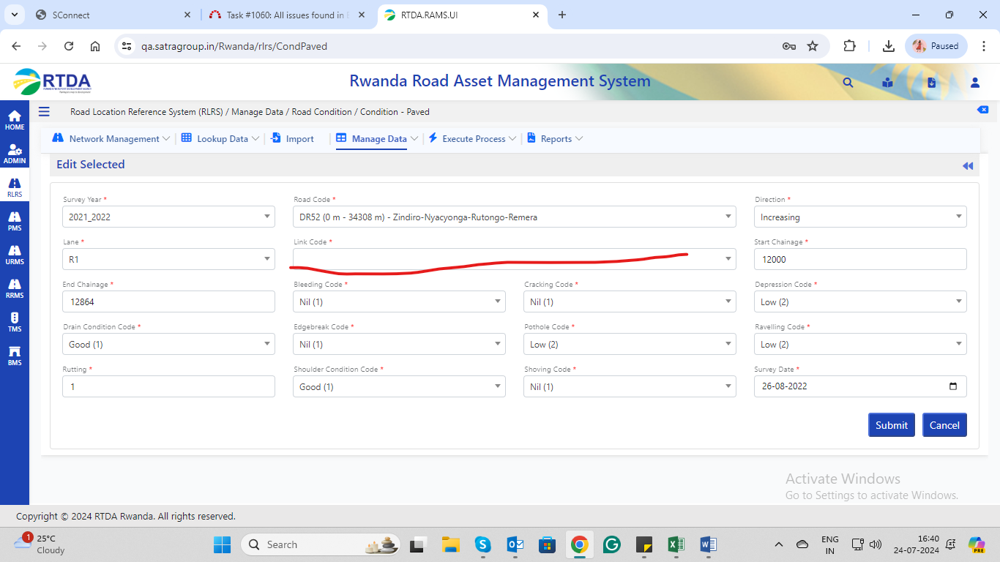 SConnect
Task #1060: All issues found in
RTDA.RAMS.UI
qa.satragroup.in/Rwanda/rlrs/CondPaved
Paused
RTDA
Rwanda Road Asset Management System
HOME
ADMIN
RLRS
PMS
URMS
RRMS
TMS
BMS
Road Location Reference System (RLRS) / Manage Data / Road Condition / Condition - Paved
Network Management
Lookup Data
Import
Manage Data
Execute Process
Reports
Edit Selected
Survey Year *
Road Code *
Direction *
2021_2022
DR52 (0 m - 34308 m) - Zindiro-Nyacyonga-Rutongo-Remera
Increasing
Lane *
Link Code *
Start Chainage *
R1
12000
End Chainage *
Bleeding Code *
Cracking Code *
Depression Code *
12864
Nil (1)
Nil (1)
Low (2)
Drain Condition Code *
Edgebreak Code *
Pothole Code *
Ravelling Code *
Good (1)
Nil (1)
Low (2)
Low (2)
Rutting *
Shoulder Condition Code *
Shoving Code *
Survey Date *
1
Good (1)
Nil (1)
26-08-2022
Submit
Cancel
Activate Windows
Go to Settings to activate Windows.
Copyright © 2024 RTDA Rwanda. All rights reserved.
1
25°C
Cloudy
Search
ENG
IN
16:40
24-07-2024
PRE